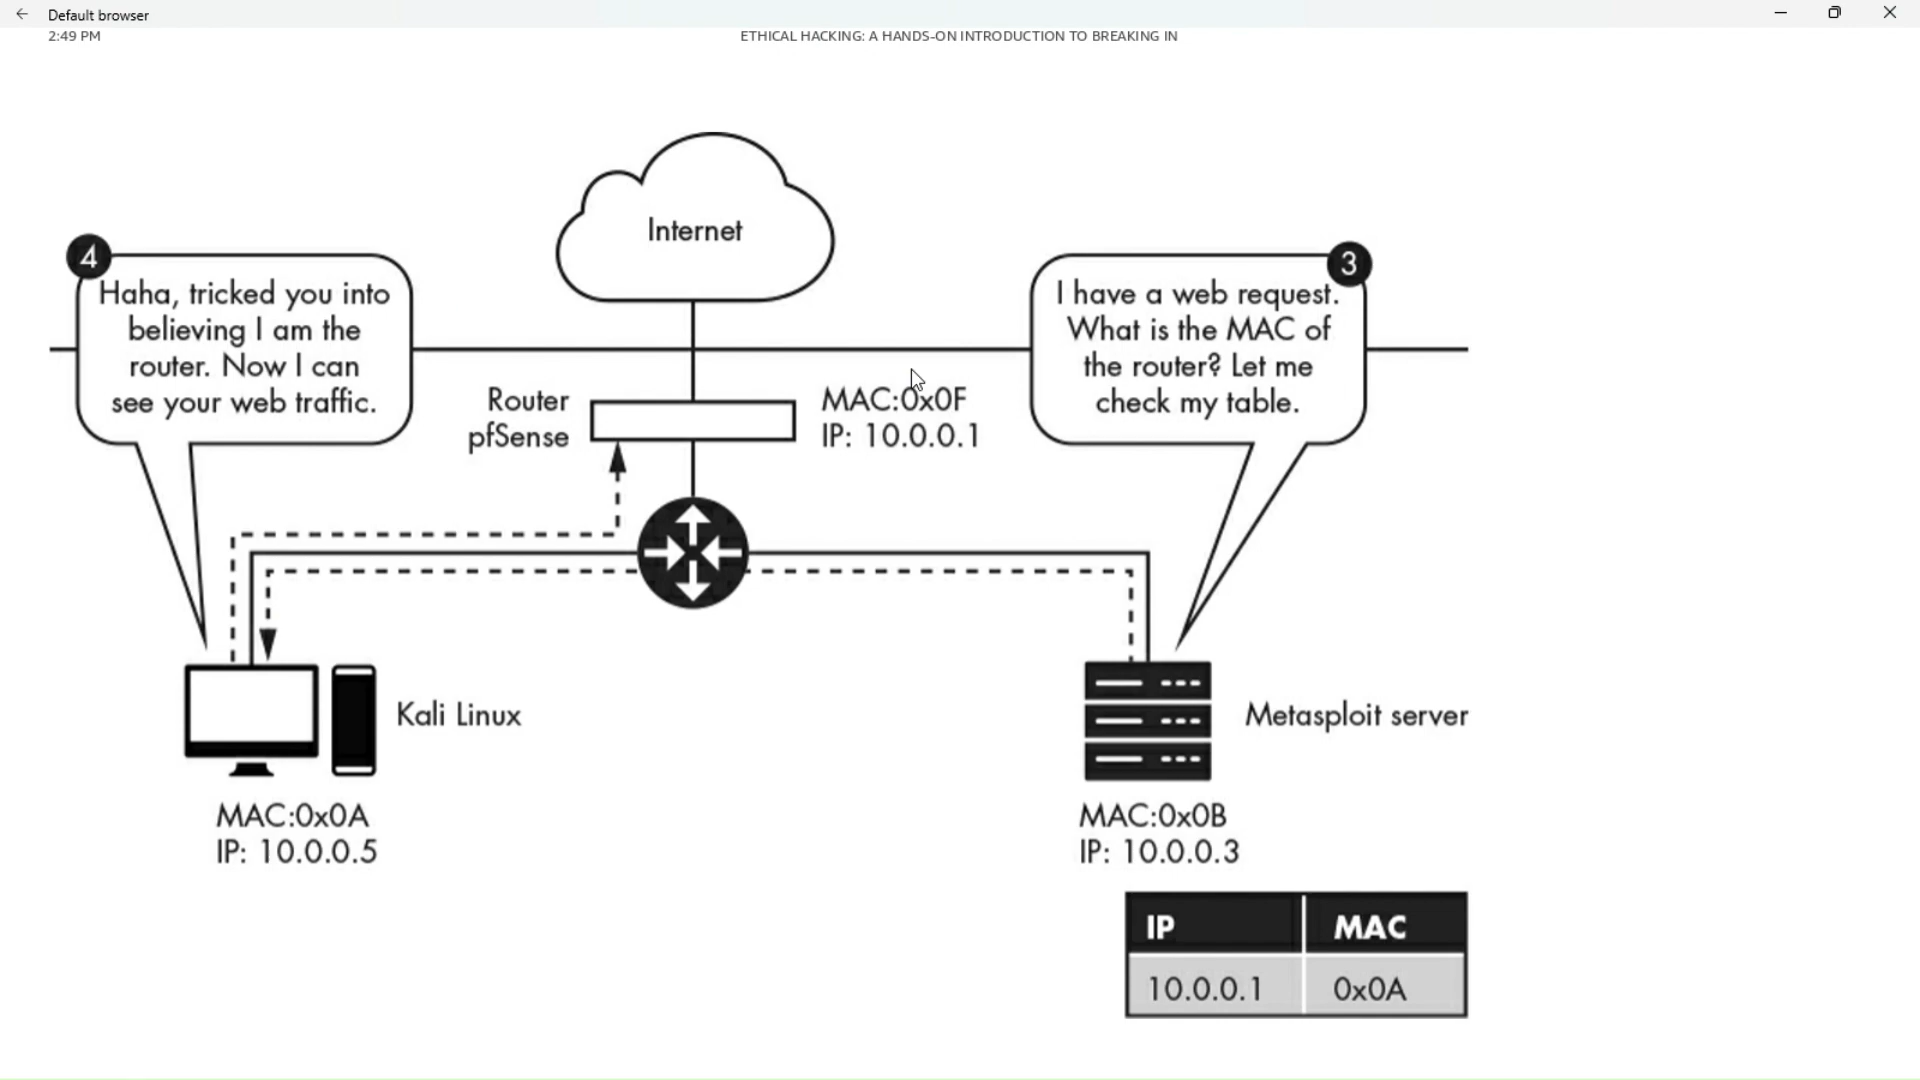 Default browser
2:49 PM
ETHICAL HACKING: A HANDS-ON INTRODUCTION TO BREAKING IN
Internet
4
Haha, tricked you into
believing I am the
router. Now I can
see your web traffic.
3
I have a web request.
What is the MAC of
the router? Let me
check my table.
Router
pfSense
MAC:0x0F
IP: 10.0.0.1
Kali Linux
MAC:0x0A
IP: 10.0.0.5
Metasploit server
MAC:0x0B
IP: 10.0.0.3
IP MAC
10.0.0.1 0x0A